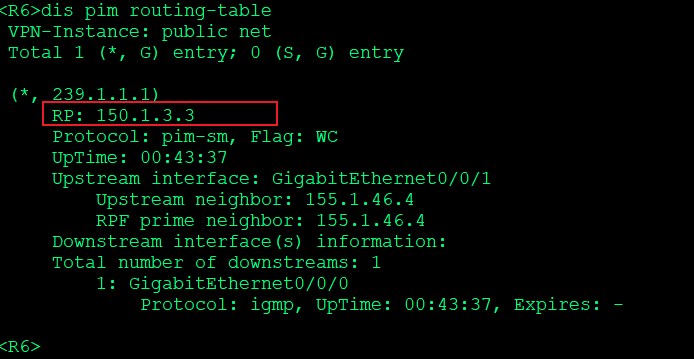 <R6>dis pim routing-table
VPN-Instance: public net
Total 1 (*, G) entry; 0 (S, G) entry
(*, 239.1.1.1)
RP: 150.1.3.3
Protocol: pim-sm, Flag: WC
UpTime: 00:43:37
Upstream interface: GigabitEthernet0/0/1
Upstream neighbor: 155.1.46.4
RPF prime neighbor: 155.1.46.4
Downstream interface(s) information:
Total number of downstreams: 1
1: GigabitEthernet0/0/0
Protocol: igmp, UpTime: 00:43:37, Expires: -
<R6>